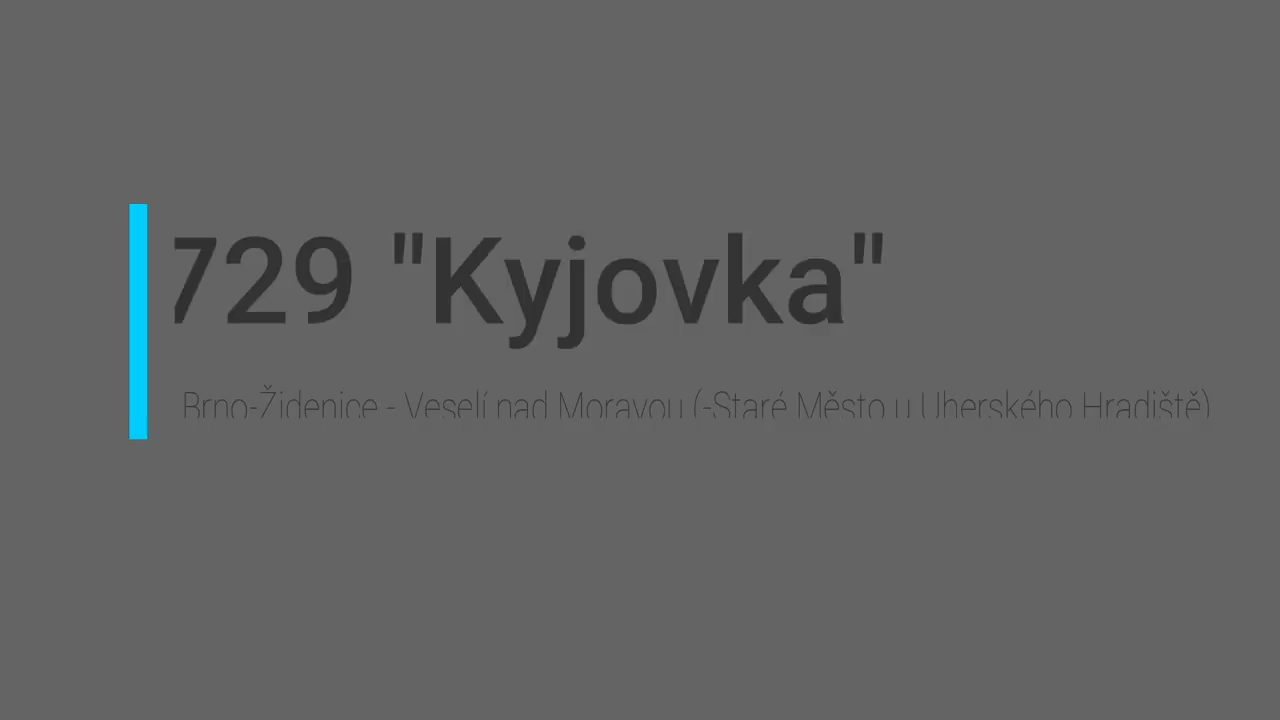 729 "Kyjovka"
Brno-Židenice - Veselí nad Moravou (-Staré Město u Uherského Hradiště)